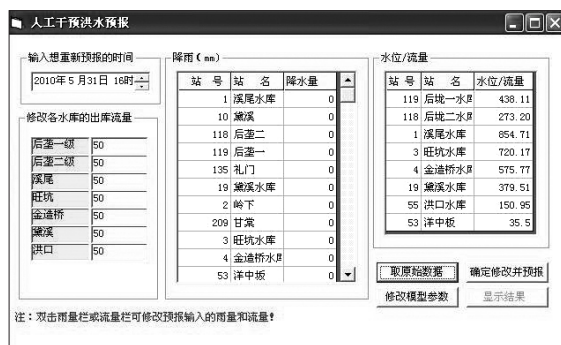 人工干预洪水预报
输入想重新预报的时间
2010年 5月31日 16时
修改各水库的出库流量
后垄一级 50
后垄二级 50
溪尾 50
旺坑 50
金造桥 50
黛溪 50
洪口 50
降雨(mm)
站 号 站 名 降水量
1 溪尾水库 0
10 黛溪 0
118 后垄二 0
119 后垄一 0
135 礼门 0
19 黛溪水库 0
2 岭下 0
209 甘棠 0
3 旺坑水库 0
4 金造桥水库 0
53 洋中板 0
水位/流量
站 号 站 名 水位/流量
119 后垅一水库 438.11
118 后垅二水库 273.20
1 溪尾水库 854.71
3 旺坑水库 720.17
4 金造桥水库 575.77
19 黛溪水库 379.51
55 洪口水库 150.95
53 洋中板 35.5
取原始数据 确定修改并预报
修改模型参数 显示结果
注：双击雨量栏或流量栏可修改预报输入的雨量和流量!